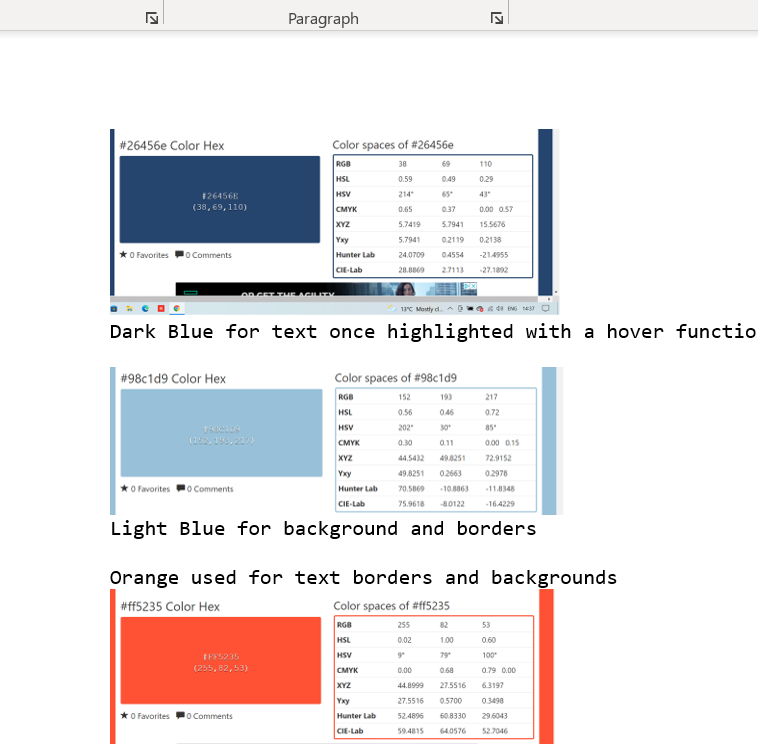 Paragraph
#26456e Color Hex
Color spaces of #26456e
#26456E
(38,69,110)
RGB 38 69 110
HSL 0.59 0.49 0.29
HSV 214° 65° 43°
CMYK 0.65 0.37 0.00 0.57
XYZ 5.7419 5.7941 15.5676
Yxy 5.7941 0.2119 0.2138
Hunter Lab 24.0709 0.4554 -21.4955
CIE-Lab 28.8869 2.7113 -27.1892
0 Favorites 0 Comments
OR GET THE AGILITY
13°C Mostly cl... ENG 14:37
Dark Blue for text once highlighted with a hover functio
#98c1d9 Color Hex
Color spaces of #98c1d9
#98C1D9
(152,193,217)
RGB 152 193 217
HSL 0.56 0.46 0.72
HSV 202° 30° 85°
CMYK 0.30 0.11 0.00 0.15
XYZ 44.5432 49.8251 72.9152
Yxy 49.8251 0.2663 0.2978
Hunter Lab 70.5869 -10.8863 -11.8348
CIE-Lab 75.9618 -8.0122 -16.4229
0 Favorites 0 Comments
Light Blue for background and borders
Orange used for text borders and backgrounds
#ff5235 Color Hex
Color spaces of #ff5235
#FF5235
(255,82,53)
RGB 255 82 53
HSL 0.02 1.00 0.60
HSV 9° 79° 100°
CMYK 0.00 0.68 0.79 0.00
XYZ 44.8999 27.5516 6.3197
Yxy 27.5516 0.5700 0.3498
Hunter Lab 52.4896 60.8330 29.6043
CIE-Lab 59.4815 64.0576 52.7046
0 Favorites 0 Comments